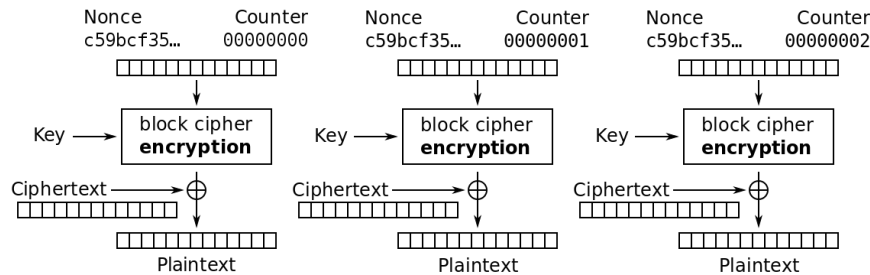 Nonce Counter Nonce Counter Nonce Counter
c59bcf35... 00000000 c59bcf35... 00000001 c59bcf35... 00000002
block cipher block cipher block cipher
Key Key Key
encryption encryption encryption
Ciphertext Ciphertext Ciphertext
Plaintext Plaintext Plaintext